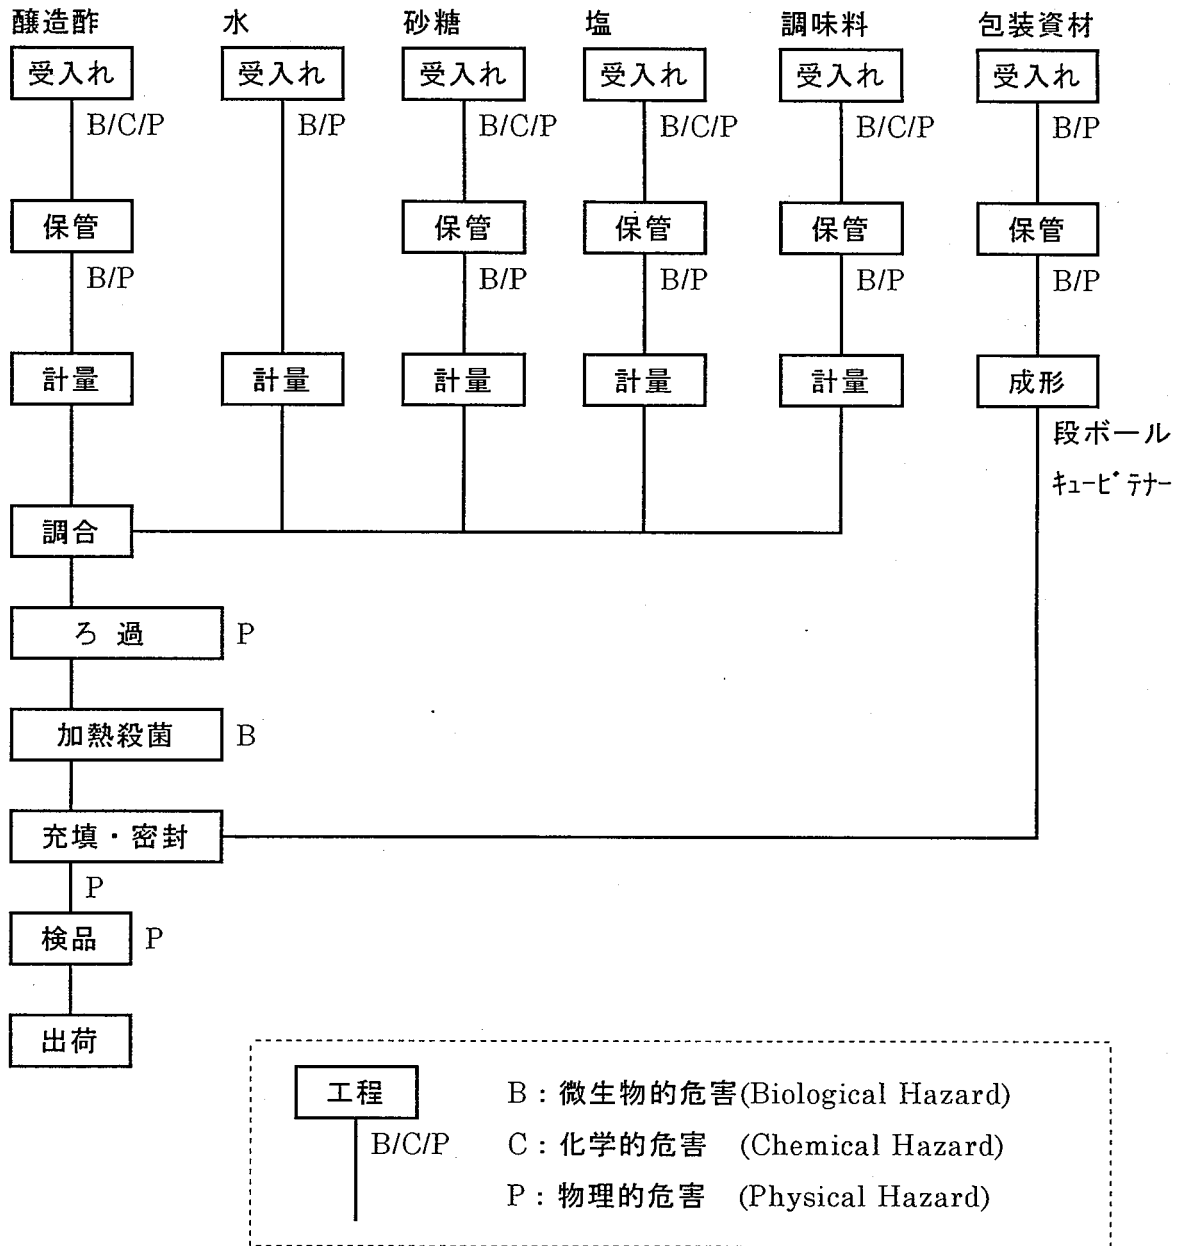 醸造酢 水 砂糖 塩 調味料 包装資材
受入れ 受入れ 受入れ 受入れ 受入れ 受入れ
B/C/P B/P B/C/P B/C/P B/C/P B/P
保管 保管 保管 保管 保管
B/P B/P B/P B/P B/P
計量 計量 計量 計量 計量 成形
段ボール
キュービテナー
調合
ろ過 P
加熱殺菌 B
充填・密封
P
検品 P
出荷
工程 B：微生物的危害(Biological Hazard)
B/C/P C：化学的危害 (Chemical Hazard)
P：物理的危害 (Physical Hazard)